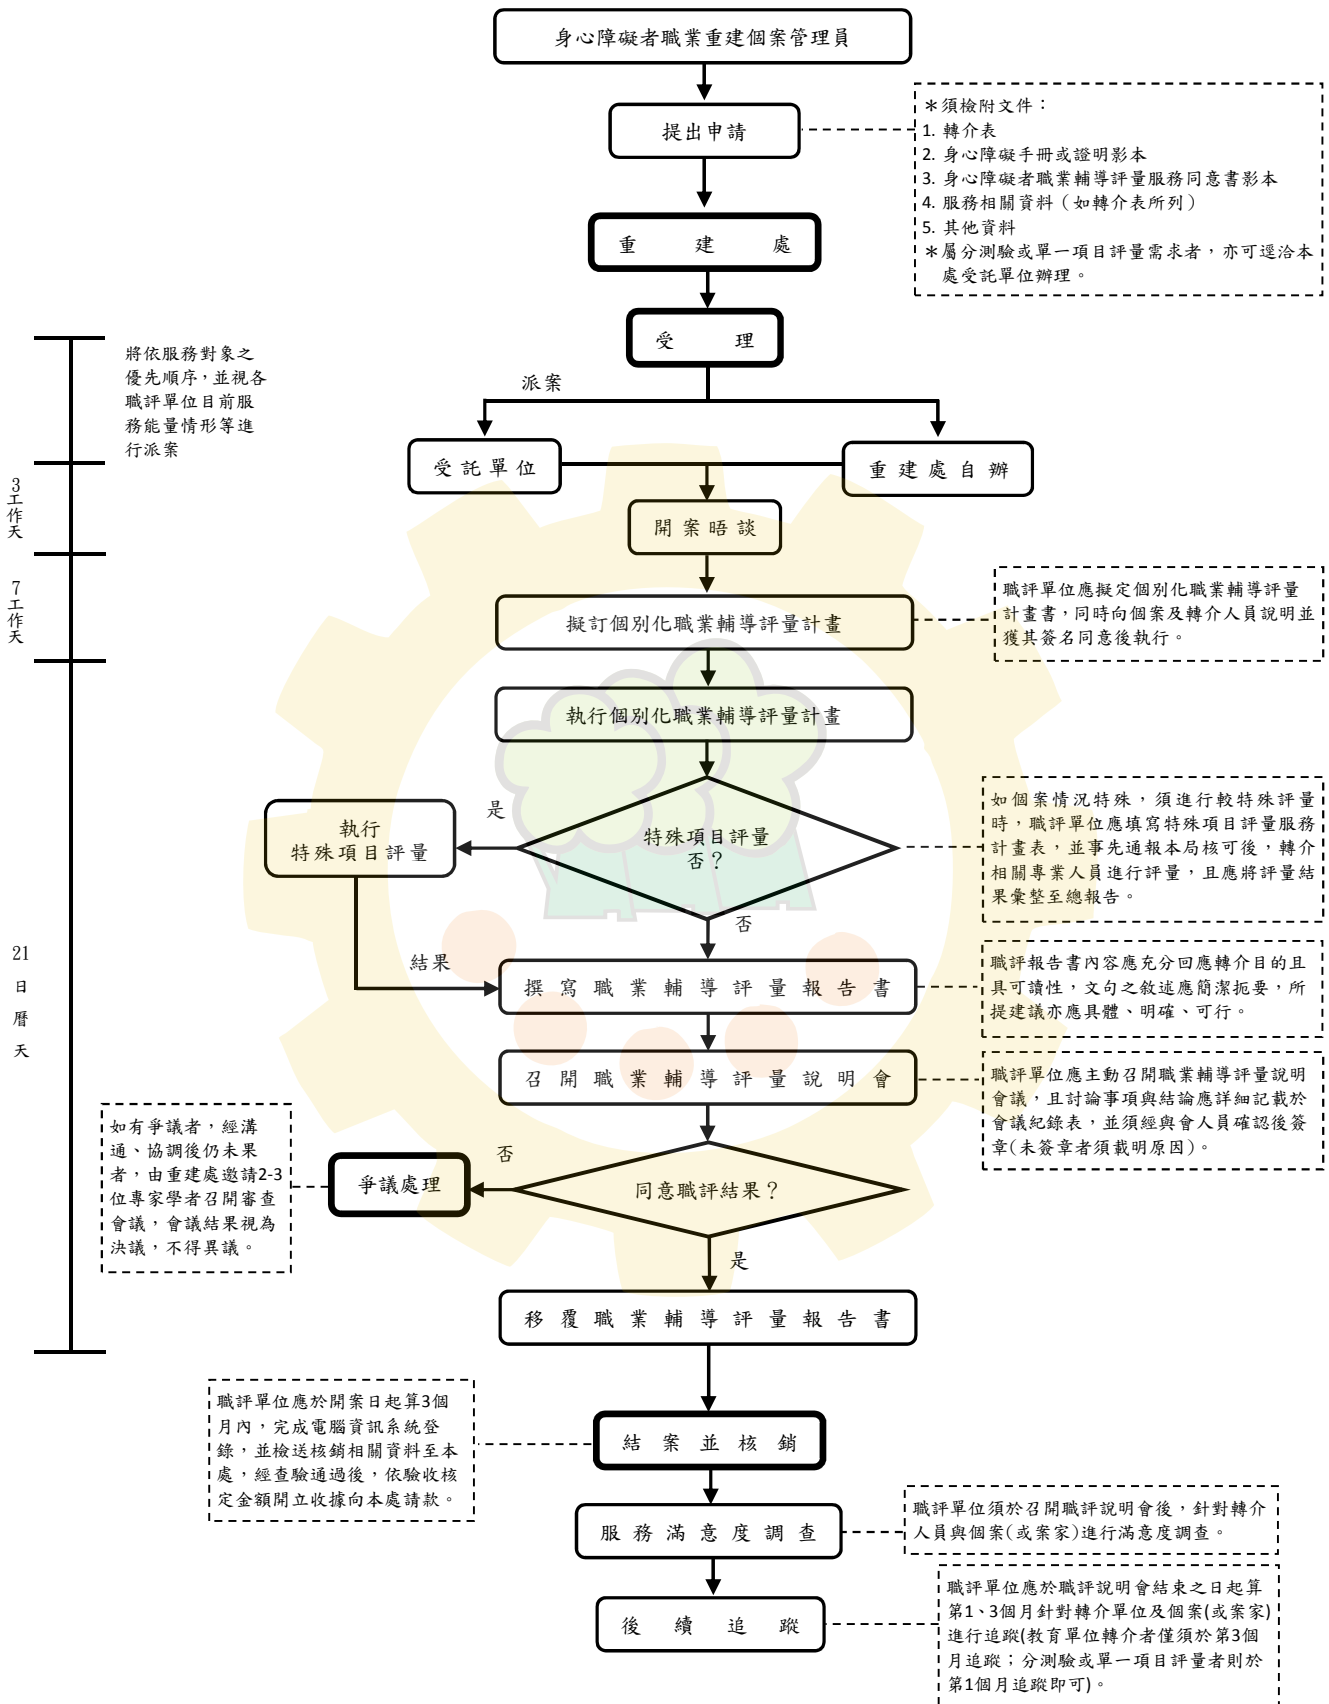 身心障礙者職業重建個案管理員
提出申請
＊須檢附文件：
1. 轉介表
2. 身心障礙手冊或證明影本
3. 身心障礙者職業輔導評量服務同意書影本
4. 服務相關資料（如轉介表所列）
5. 其他資料
＊屬分測驗或單一項目評量需求者，亦可逕洽本
處受託單位辦理。
重建處
受理
將依服務對象之
優先順序，並視各
職評單位目前服
務能量情形等進
行派案
派案
受託單位
重建處自辦
3工作天
開案晤談
7工作天
擬訂個別化職業輔導評量計畫
職評單位應擬定個別化職業輔導評量
計畫書，同時向個案及轉介人員說明並
獲其簽名同意後執行。
執行個別化職業輔導評量計畫
是
執行
特殊項目評量
特殊項目評量
否？
如個案情況特殊，須進行較特殊評量
時，職評單位應填寫特殊項目評量服務
計畫表，並事先通報本局核可後，轉介
相關專業人員進行評量，且應將評量結
果彙整至總報告。
否
21日曆天
結果
撰寫職業輔導評量報告書
職評報告書內容應充分回應轉介目的且
具可讀性，文句之敘述應簡潔扼要，所
提建議亦應具體、明確、可行。
召開職業輔導評量說明會
職評單位應主動召開職業輔導評量說明
會議，且討論事項與結論應詳細記載於
會議紀錄表，並須經與會人員確認後簽
章(未簽章者須載明原因)。
如有爭議者，經溝
通、協調後仍未果
者，由重建處邀請2-3
位專家學者召開審查
會議，會議結果視為
決議，不得異議。
否
爭議處理
同意職評結果？
是
移覆職業輔導評量報告書
職評單位應於開案日起算3個
月內，完成電腦資訊系統登
錄，並檢送核銷相關資料至本
處，經查驗通過後，依驗收核
定金額開立收據向本處請款。
結案並核銷
服務滿意度調查
職評單位須於召開職評說明會後，針對轉介
人員與個案(或案家)進行滿意度調查。
後續追蹤
職評單位應於職評說明會結束之日起算
第1、3個月針對轉介單位及個案(或案家)
進行追蹤(教育單位轉介者僅須於第3個
月追蹤；分測驗或單一項目評量者則於
第1個月追蹤即可)。